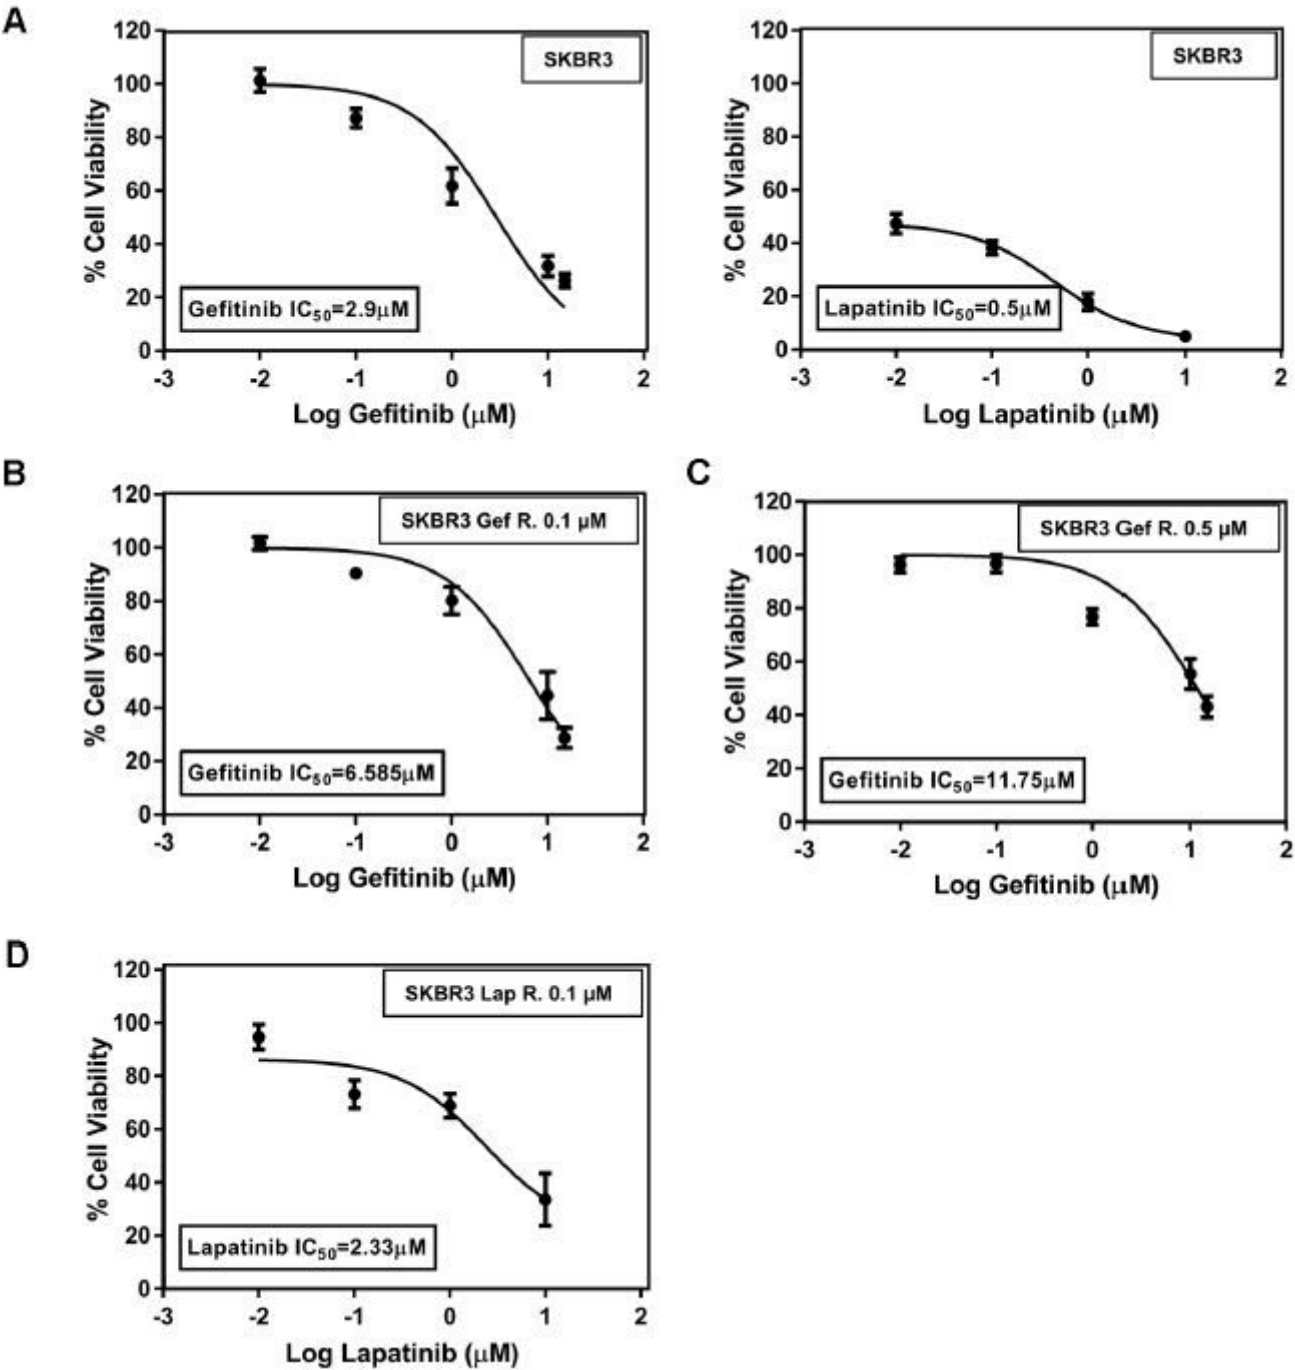 A
120
100
80
60
40
20
0
% Cell Viability
SKBR3
Gefitinib IC₅₀=2.9μM
-3 -2 -1 0 1 2
Log Gefitinib (μM)
120
100
80
60
40
20
0
% Cell Viability
SKBR3
Lapatinib IC₅₀=0.5μM
-3 -2 -1 0 1 2
Log Lapatinib (μM)
B
120
100
80
60
40
20
0
% Cell Viability
SKBR3 Gef R. 0.1 µM
Gefitinib IC₅₀=6.585μM
-3 -2 -1 0 1 2
Log Gefitinib (μM)
C
120
100
80
60
40
20
0
% Cell Viability
SKBR3 Gef R. 0.5 µM
Gefitinib IC₅₀=11.75μM
-3 -2 -1 0 1 2
Log Gefitinib (μM)
D
120
100
80
60
40
20
0
% Cell Viability
SKBR3 Lap R. 0.1 µM
Lapatinib IC₅₀=2.33μM
-3 -2 -1 0 1 2
Log Lapatinib (μM)